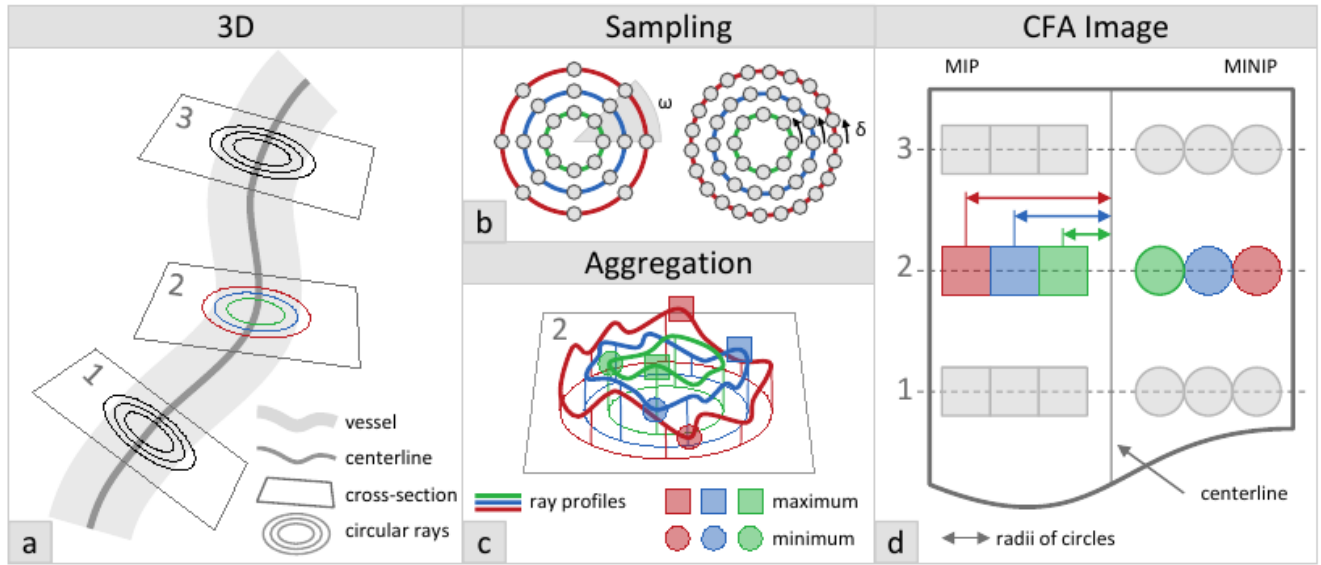 3D
3
2
1
vessel
centerline
cross-section
circular rays
a
Sampling
ω
δ
b
Aggregation
2
ray profiles
maximum
minimum
c
CFA Image
MIP
MINIP
3
2
1
centerline
radii of circles
d